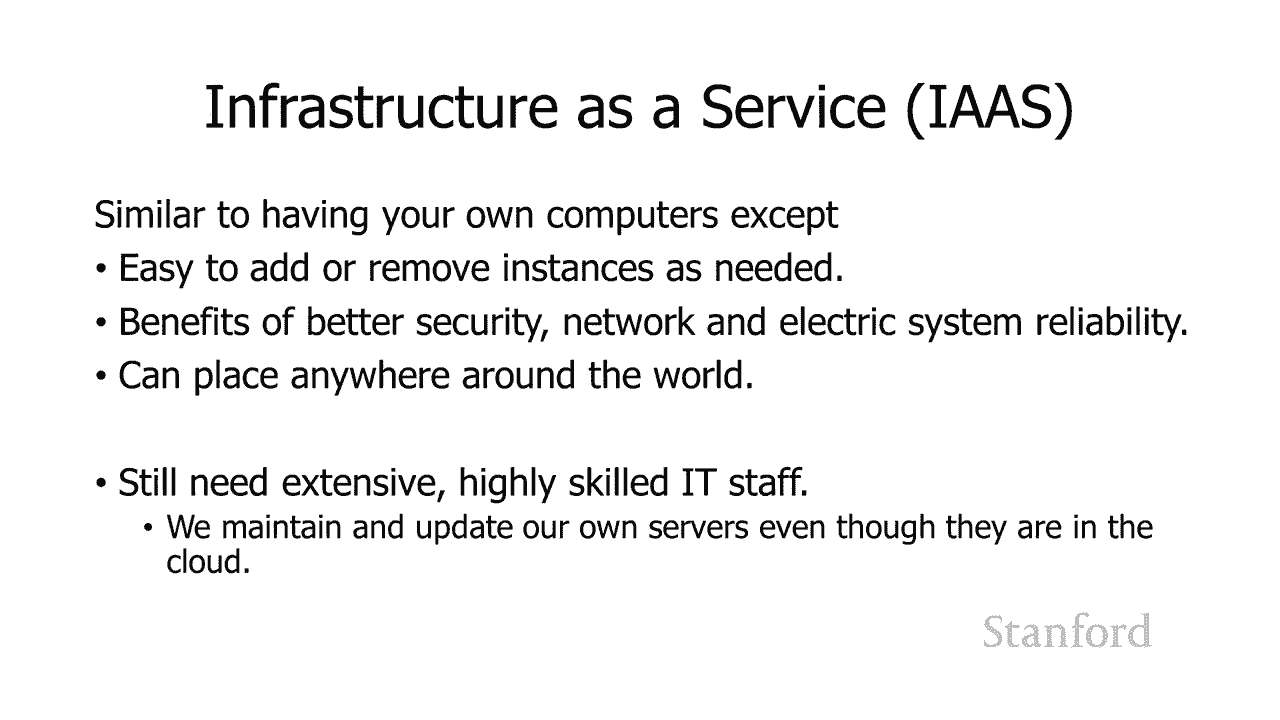 Infrastructure as a Service (IAAS)
Similar to having your own computers except
• Easy to add or remove instances as needed.
• Benefits of better security, network and electric system reliability.
• Can place anywhere around the world.
• Still need extensive, highly skilled IT staff.
• We maintain and update our own servers even though they are in the
cloud.
Stanford